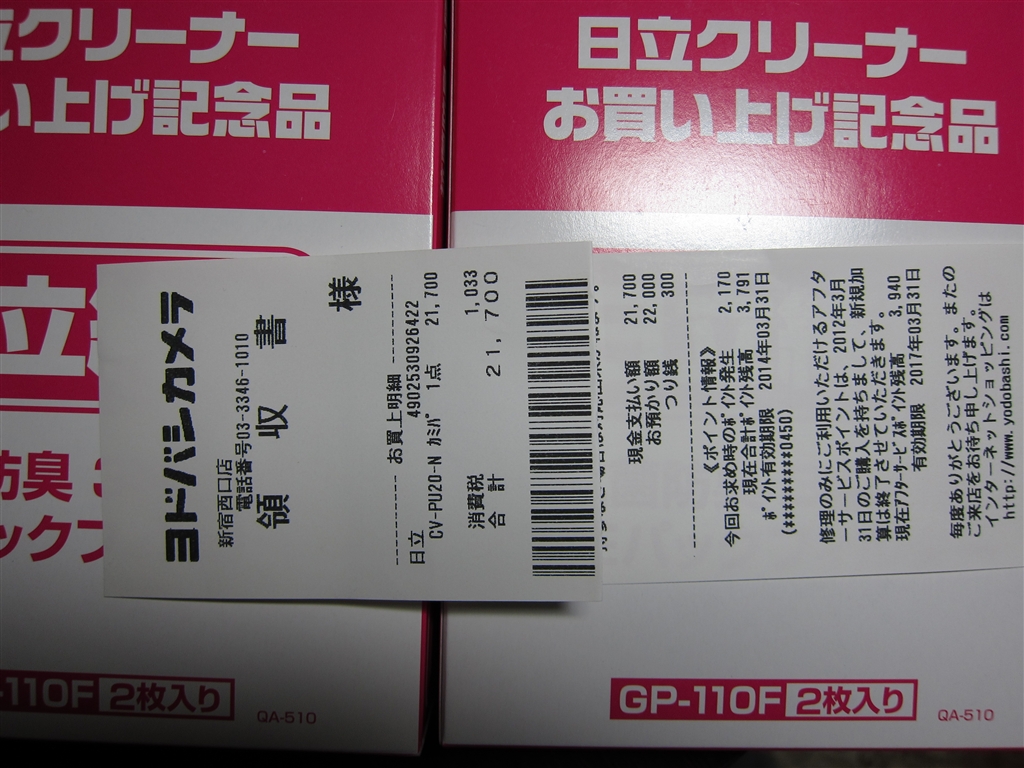 立クリーナー
い上げ記念品
日立クリーナー
お買い上げ記念品
立
防臭
ックフ
-110F 2枚入り
QA-510
GP-110F 2枚入り
QA-510
ヨドバシカメラ
新宿西口店
電話番号03-3346-1010
領 収 書
様
お買上明細
日立 4902530926422
CV-PU20-N カミパ 1点 21,700
消費税 1,033
合 計 21,700
現金支払い額 21,700
お預かり額 22,000
つり銭 300
《ポイント情報》
今回お求め時のポイント発生 2,170
現在合計ポイント残高 3,791
ポイント有効期限 2014年03月31日
(********0450)
修理のみにご利用いただけるアフタ
ーサービスポイントは、2012年3月
31日のご購入を持ちまして、新規加
算は終了させていただきます。
現在アフターサービスポイント残高 3,940
有効期限 2017年03月31日
毎度ありがとうございます。またの
ご来店をお待ち申し上げます。
インターネットショッピングは
http://www.yodobashi.com